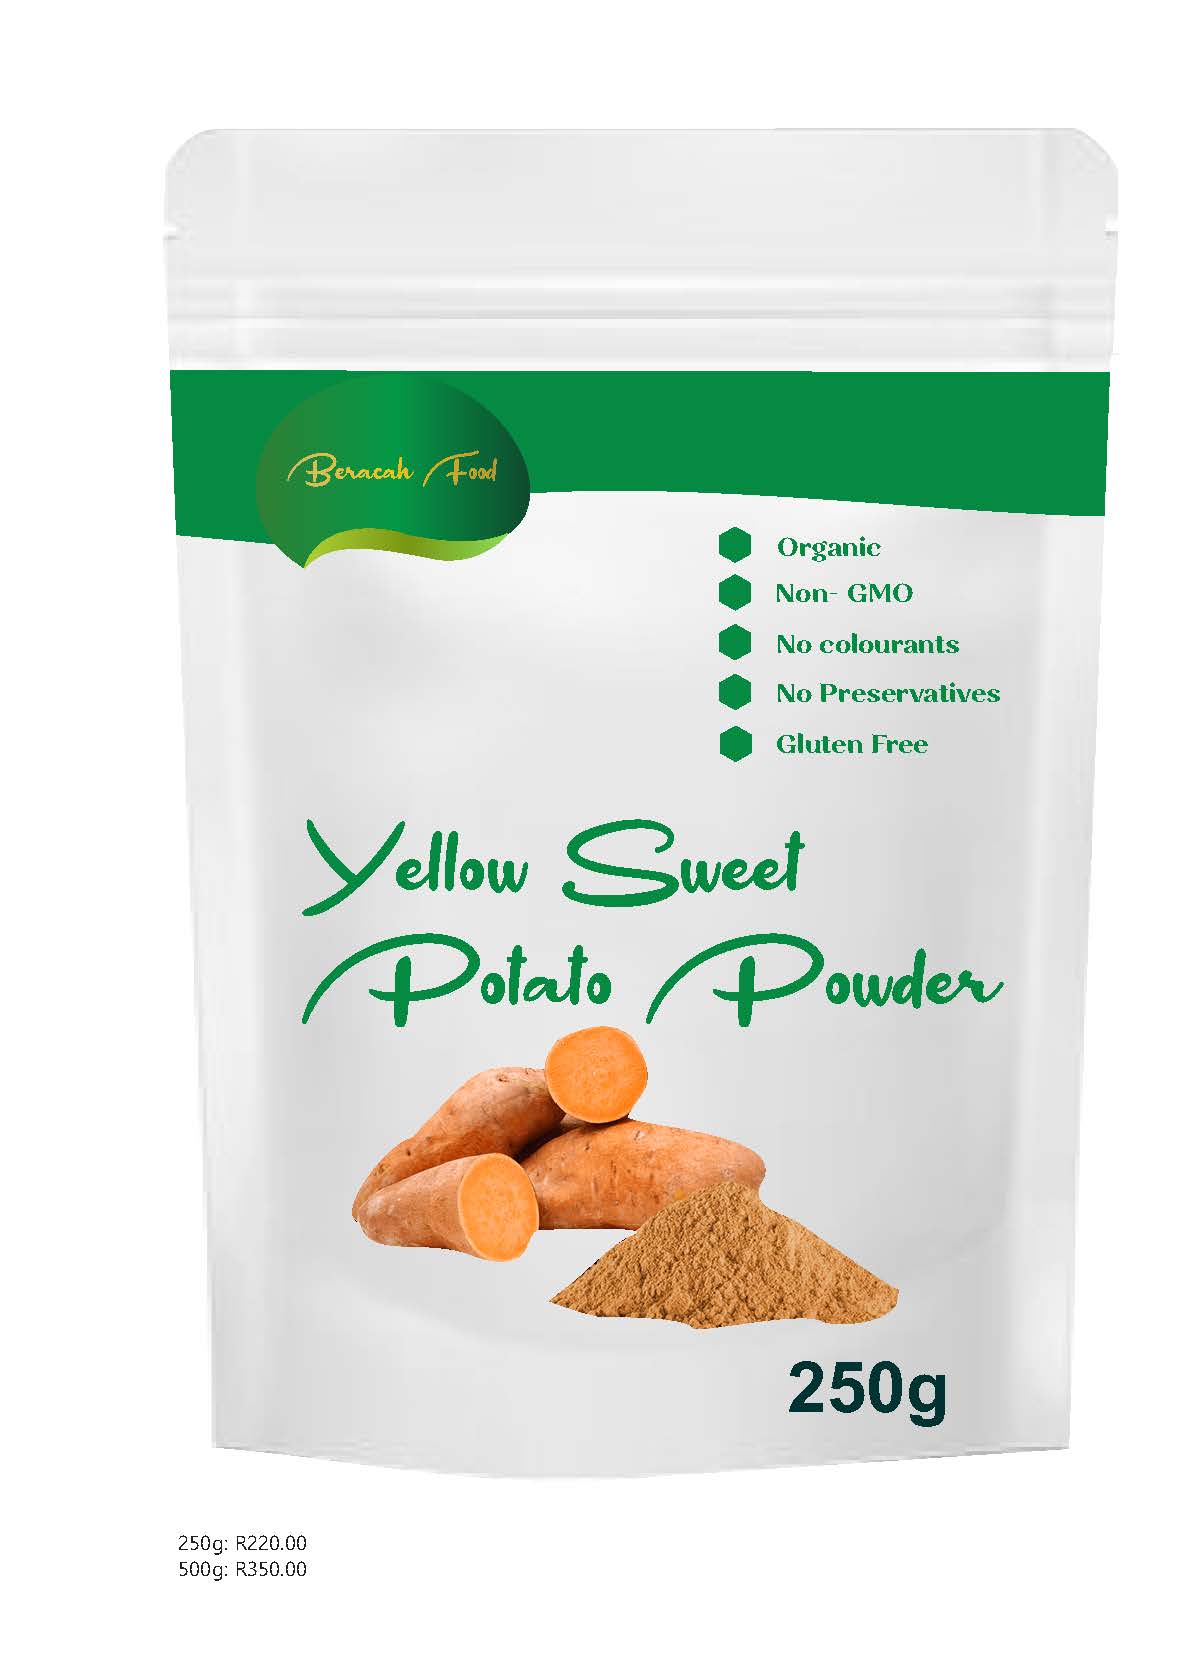 Beracah Food
Organic
Non- GMO
No colourants
No Preservatives
Gluten Free
Yellow Sweet
Potato Powder
250g
250g: R220.00
500g: R350.00